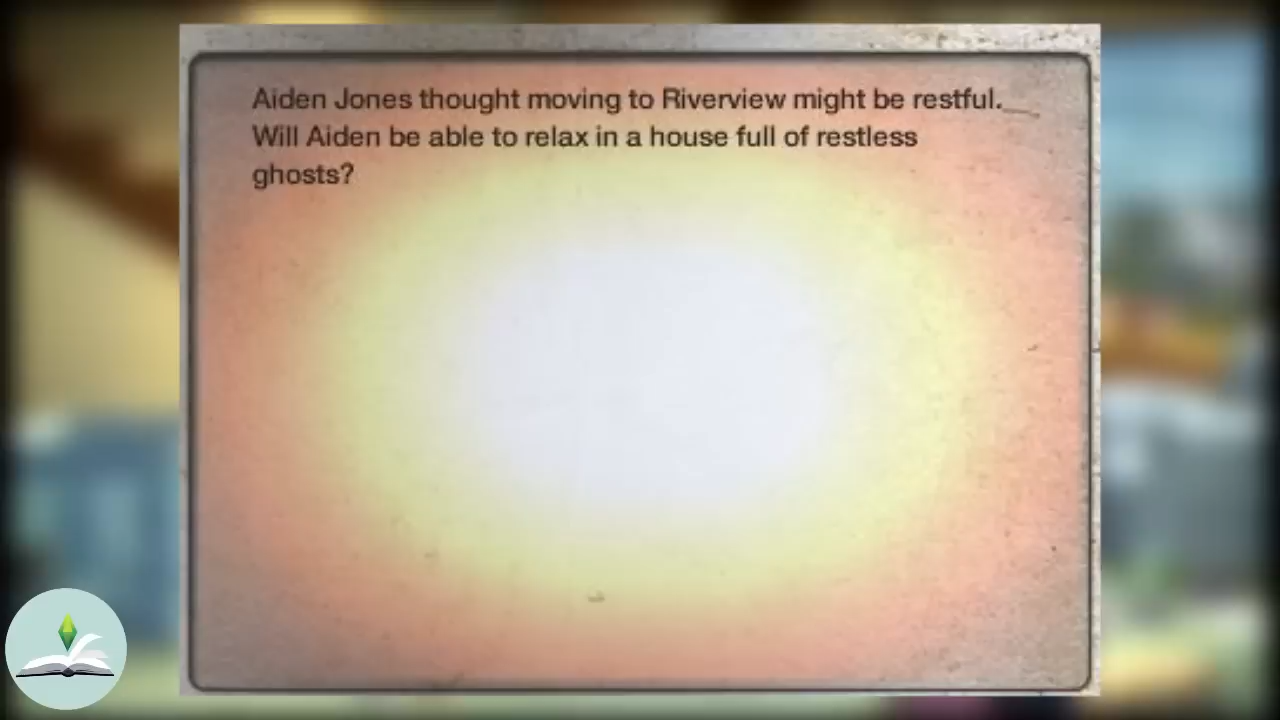 Aiden Jones thought moving to Riverview might be restful.
Will Aiden be able to relax in a house full of restless
ghosts?